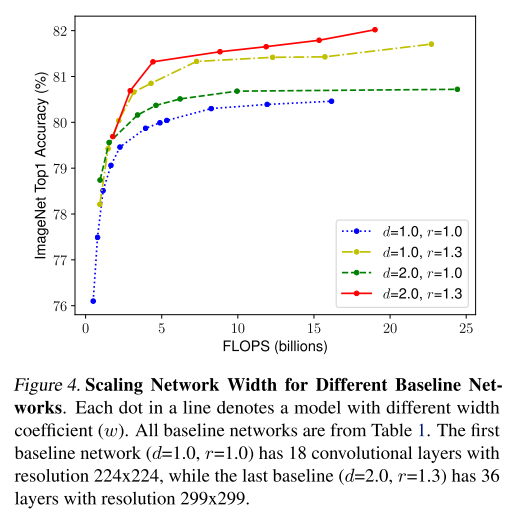 82
81
80
79
78
77
76
ImageNet Top1 Accuracy (%)
d=1.0, r=1.0
d=1.0, r=1.3
d=2.0, r=1.0
d=2.0, r=1.3
0 5 10 15 20 25
FLOPS (billions)
Figure 4. Scaling Network Width for Different Baseline Net-
works. Each dot in a line denotes a model with different width
coefficient (w). All baseline networks are from Table 1. The first
baseline network (d=1.0, r=1.0) has 18 convolutional layers with
resolution 224x224, while the last baseline (d=2.0, r=1.3) has 36
layers with resolution 299x299.